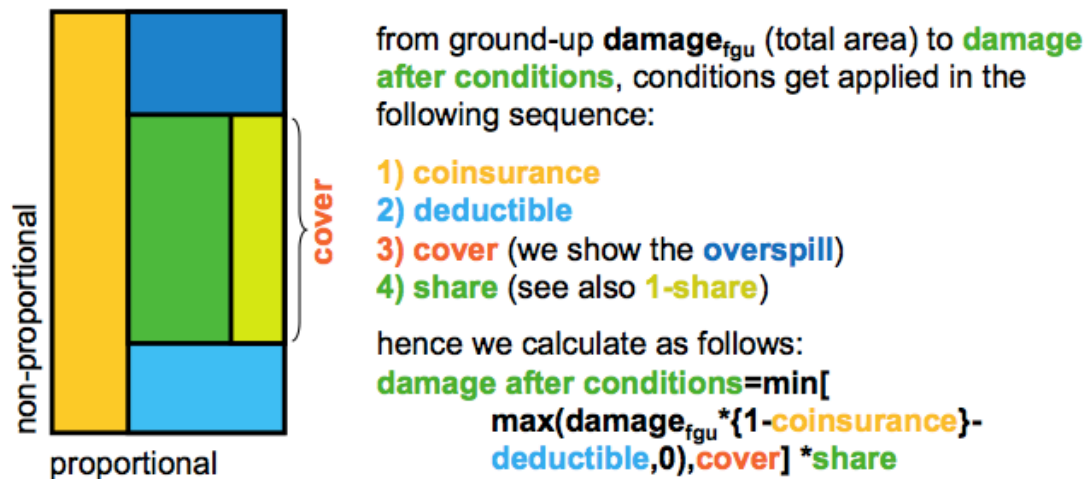 non-proportional
proportional
cover
from ground-up damagefgu (total area) to damage
after conditions, conditions get applied in the
following sequence:
1) coinsurance
2) deductible
3) cover (we show the overspill)
4) share (see also 1-share)
hence we calculate as follows:
damage after conditions=min[
max(damagefgu*{1-coinsurance}-
deductible,0),cover] *share